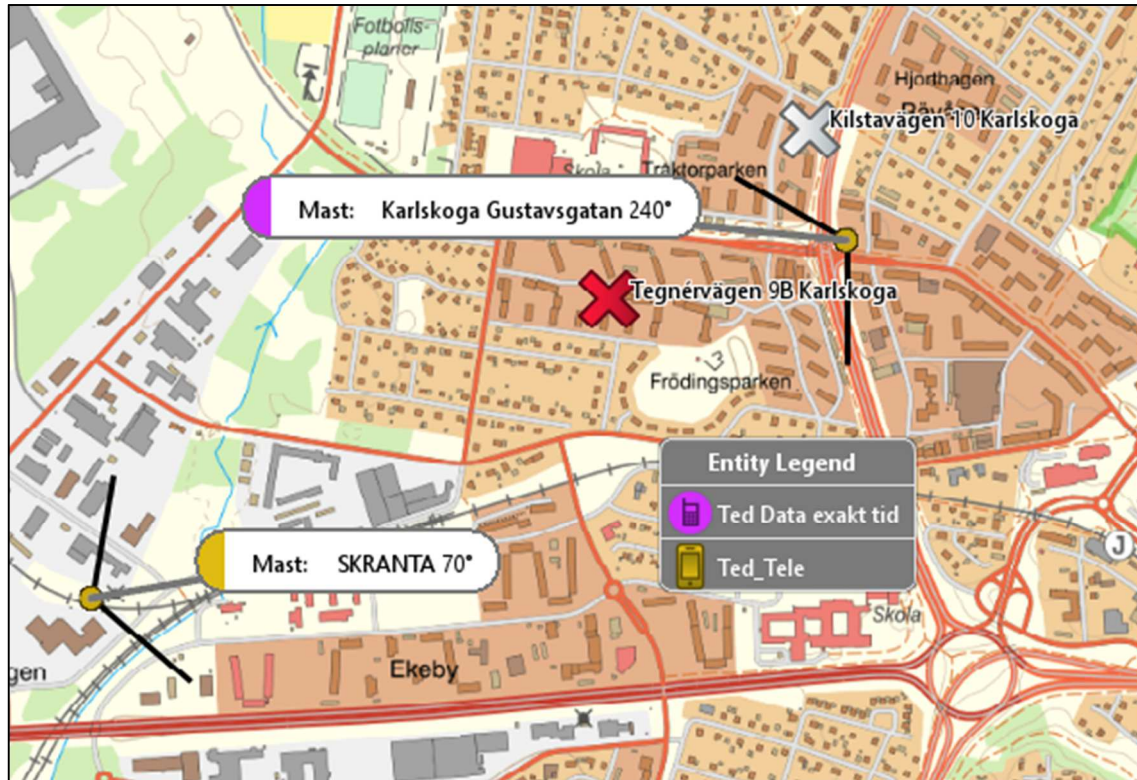 Fotbolls-
planer
Hjorthagen
Kilstavägen 10 Karlskoga
Skola
Traktorparken
Mast: Karlskoga Gustavsgatan 240°
Tegnérvägen 9B Karlskoga
Frödingsparken
Entity Legend
Ted Data exakt tid
Ted_Tele
J
Mast: SKRANTA 70°
Skola
Ekeby
gen